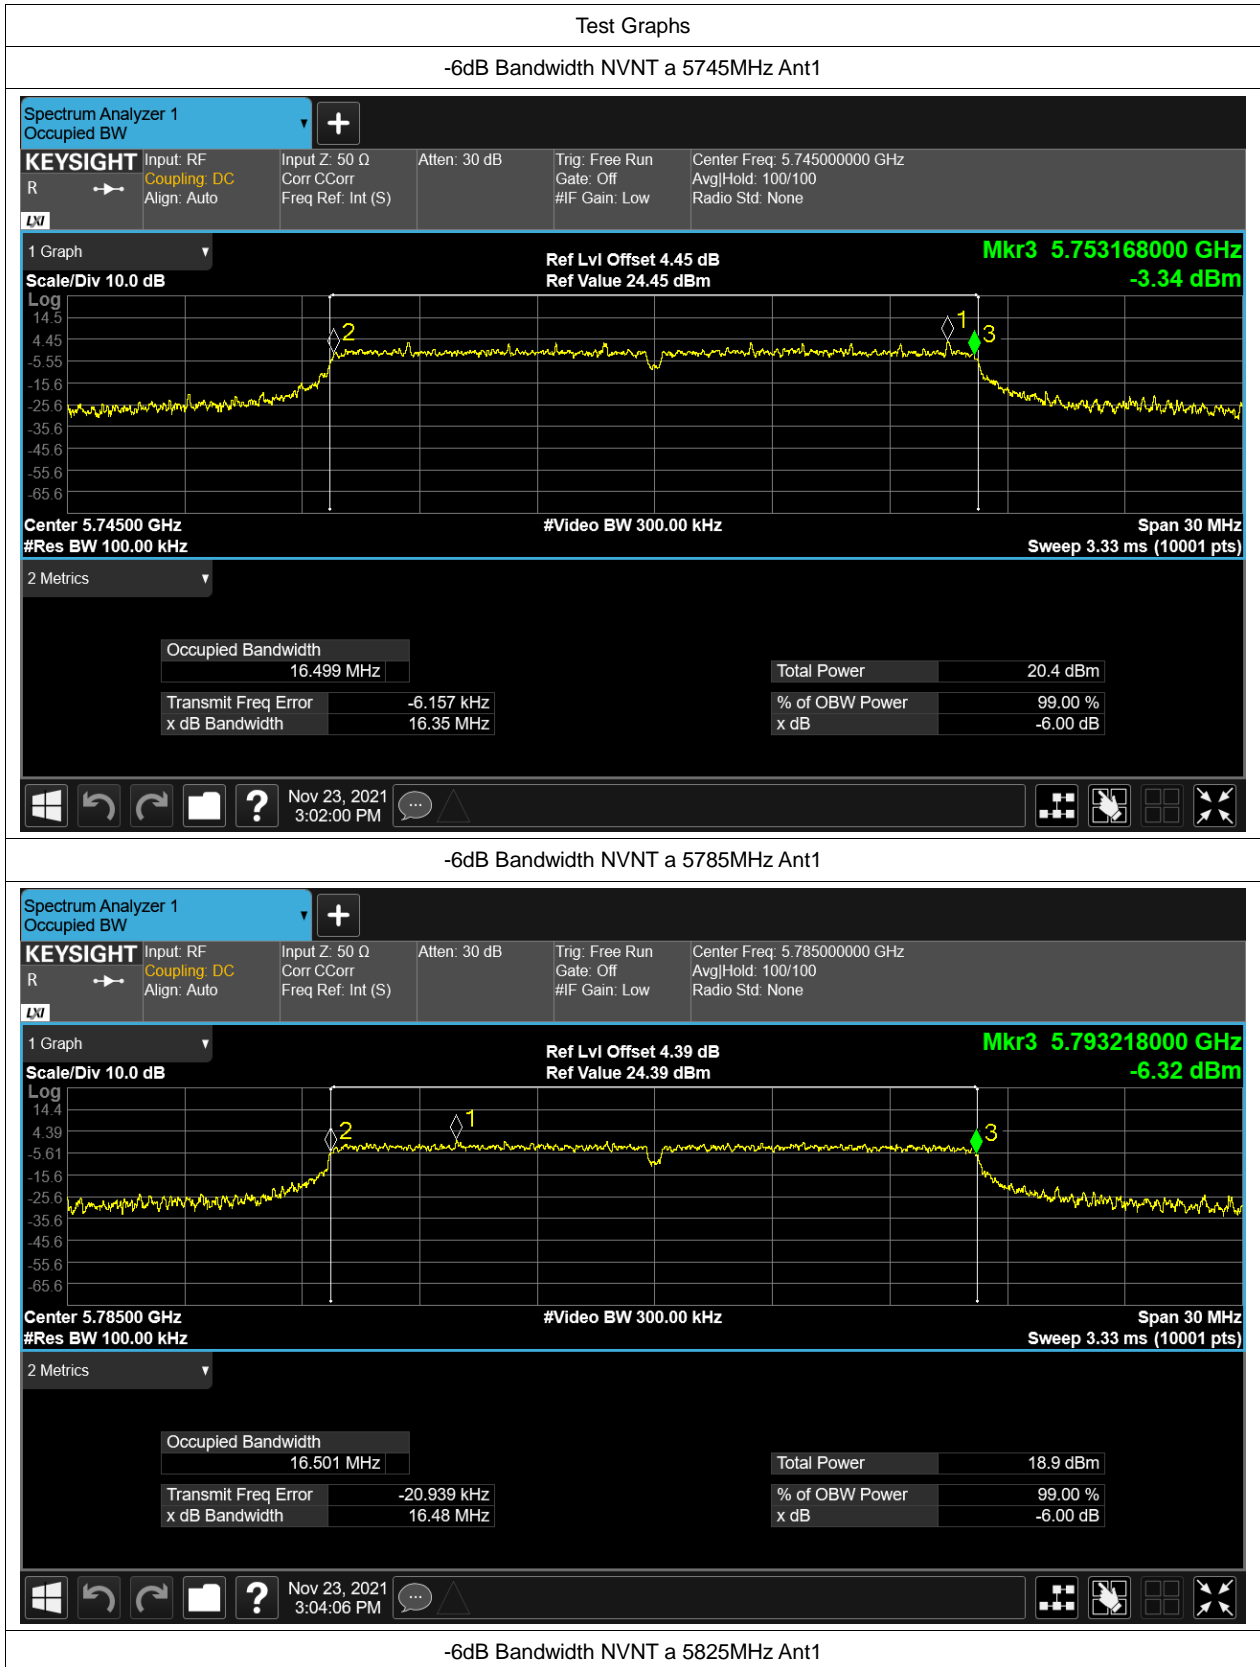 Test Graphs
-6dB Bandwidth NVNT a 5745MHz Ant1
Spectrum Analyzer 1
Occupied BW
KEYSIGHT Input: RF Input Z: 50 Ω Atten: 30 dB Trig: Free Run Center Freq: 5.745000000 GHz
R Coupling: DC Corr CCorr Gate: Off Avg|Hold: 100/100
Align: Auto Freq Ref: Int (S) #IF Gain: Low Radio Std: None
LXI
1 Graph Ref Lvl Offset 4.45 dB Mkr3 5.753168000 GHz
Scale/Div 10.0 dB Ref Value 24.45 dBm -3.34 dBm
Log
14.5
4.45
-5.55
-15.6
-25.6
-35.6
-45.6
-55.6
-65.6
2 1 3
Center 5.74500 GHz #Video BW 300.00 kHz Span 30 MHz
#Res BW 100.00 kHz Sweep 3.33 ms (10001 pts)
2 Metrics
Occupied Bandwidth
16.499 MHz Total Power 20.4 dBm
Transmit Freq Error -6.157 kHz % of OBW Power 99.00 %
x dB Bandwidth 16.35 MHz x dB -6.00 dB
? Nov 23, 2021
3:02:00 PM
-6dB Bandwidth NVNT a 5785MHz Ant1
Spectrum Analyzer 1
Occupied BW
KEYSIGHT Input: RF Input Z: 50 Ω Atten: 30 dB Trig: Free Run Center Freq: 5.785000000 GHz
R Coupling: DC Corr CCorr Gate: Off Avg|Hold: 100/100
Align: Auto Freq Ref: Int (S) #IF Gain: Low Radio Std: None
LXI
1 Graph Ref Lvl Offset 4.39 dB Mkr3 5.793218000 GHz
Scale/Div 10.0 dB Ref Value 24.39 dBm -6.32 dBm
Log
14.4
4.39
-5.61
-15.6
-25.6
-35.6
-45.6
-55.6
-65.6
2 1 3
Center 5.78500 GHz #Video BW 300.00 kHz Span 30 MHz
#Res BW 100.00 kHz Sweep 3.33 ms (10001 pts)
2 Metrics
Occupied Bandwidth
16.501 MHz Total Power 18.9 dBm
Transmit Freq Error -20.939 kHz % of OBW Power 99.00 %
x dB Bandwidth 16.48 MHz x dB -6.00 dB
? Nov 23, 2021
3:04:06 PM
-6dB Bandwidth NVNT a 5825MHz Ant1